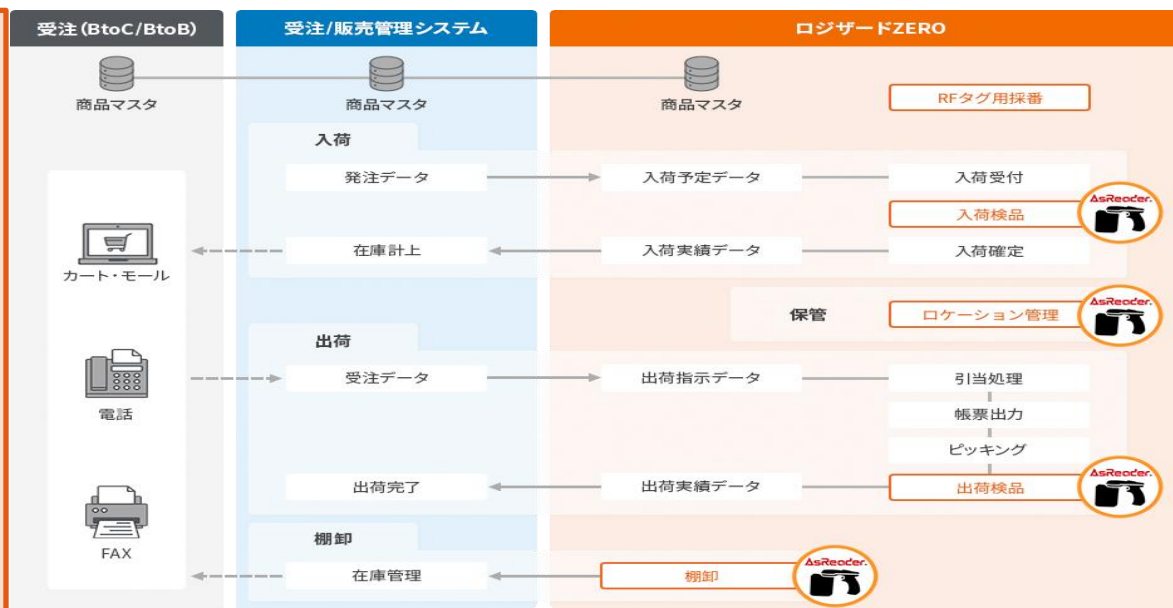 受注(BtoC/BtoB)
受注/販売管理システム
ロジザードZERO
商品マスタ
商品マスタ
商品マスタ
RFタグ用採番
入荷
発注データ
入荷予定データ
入荷受付
AsReader.
入荷検品
在庫計上
入荷実績データ
入荷確定
カート・モール
保管
ロケーション管理
AsReader.
出荷
受注データ
出荷指示データ
引当処理
電話
帳票出力
ピッキング
出荷完了
出荷実績データ
出荷検品
AsReader.
FAX
棚卸
在庫管理
棚卸
AsReader.